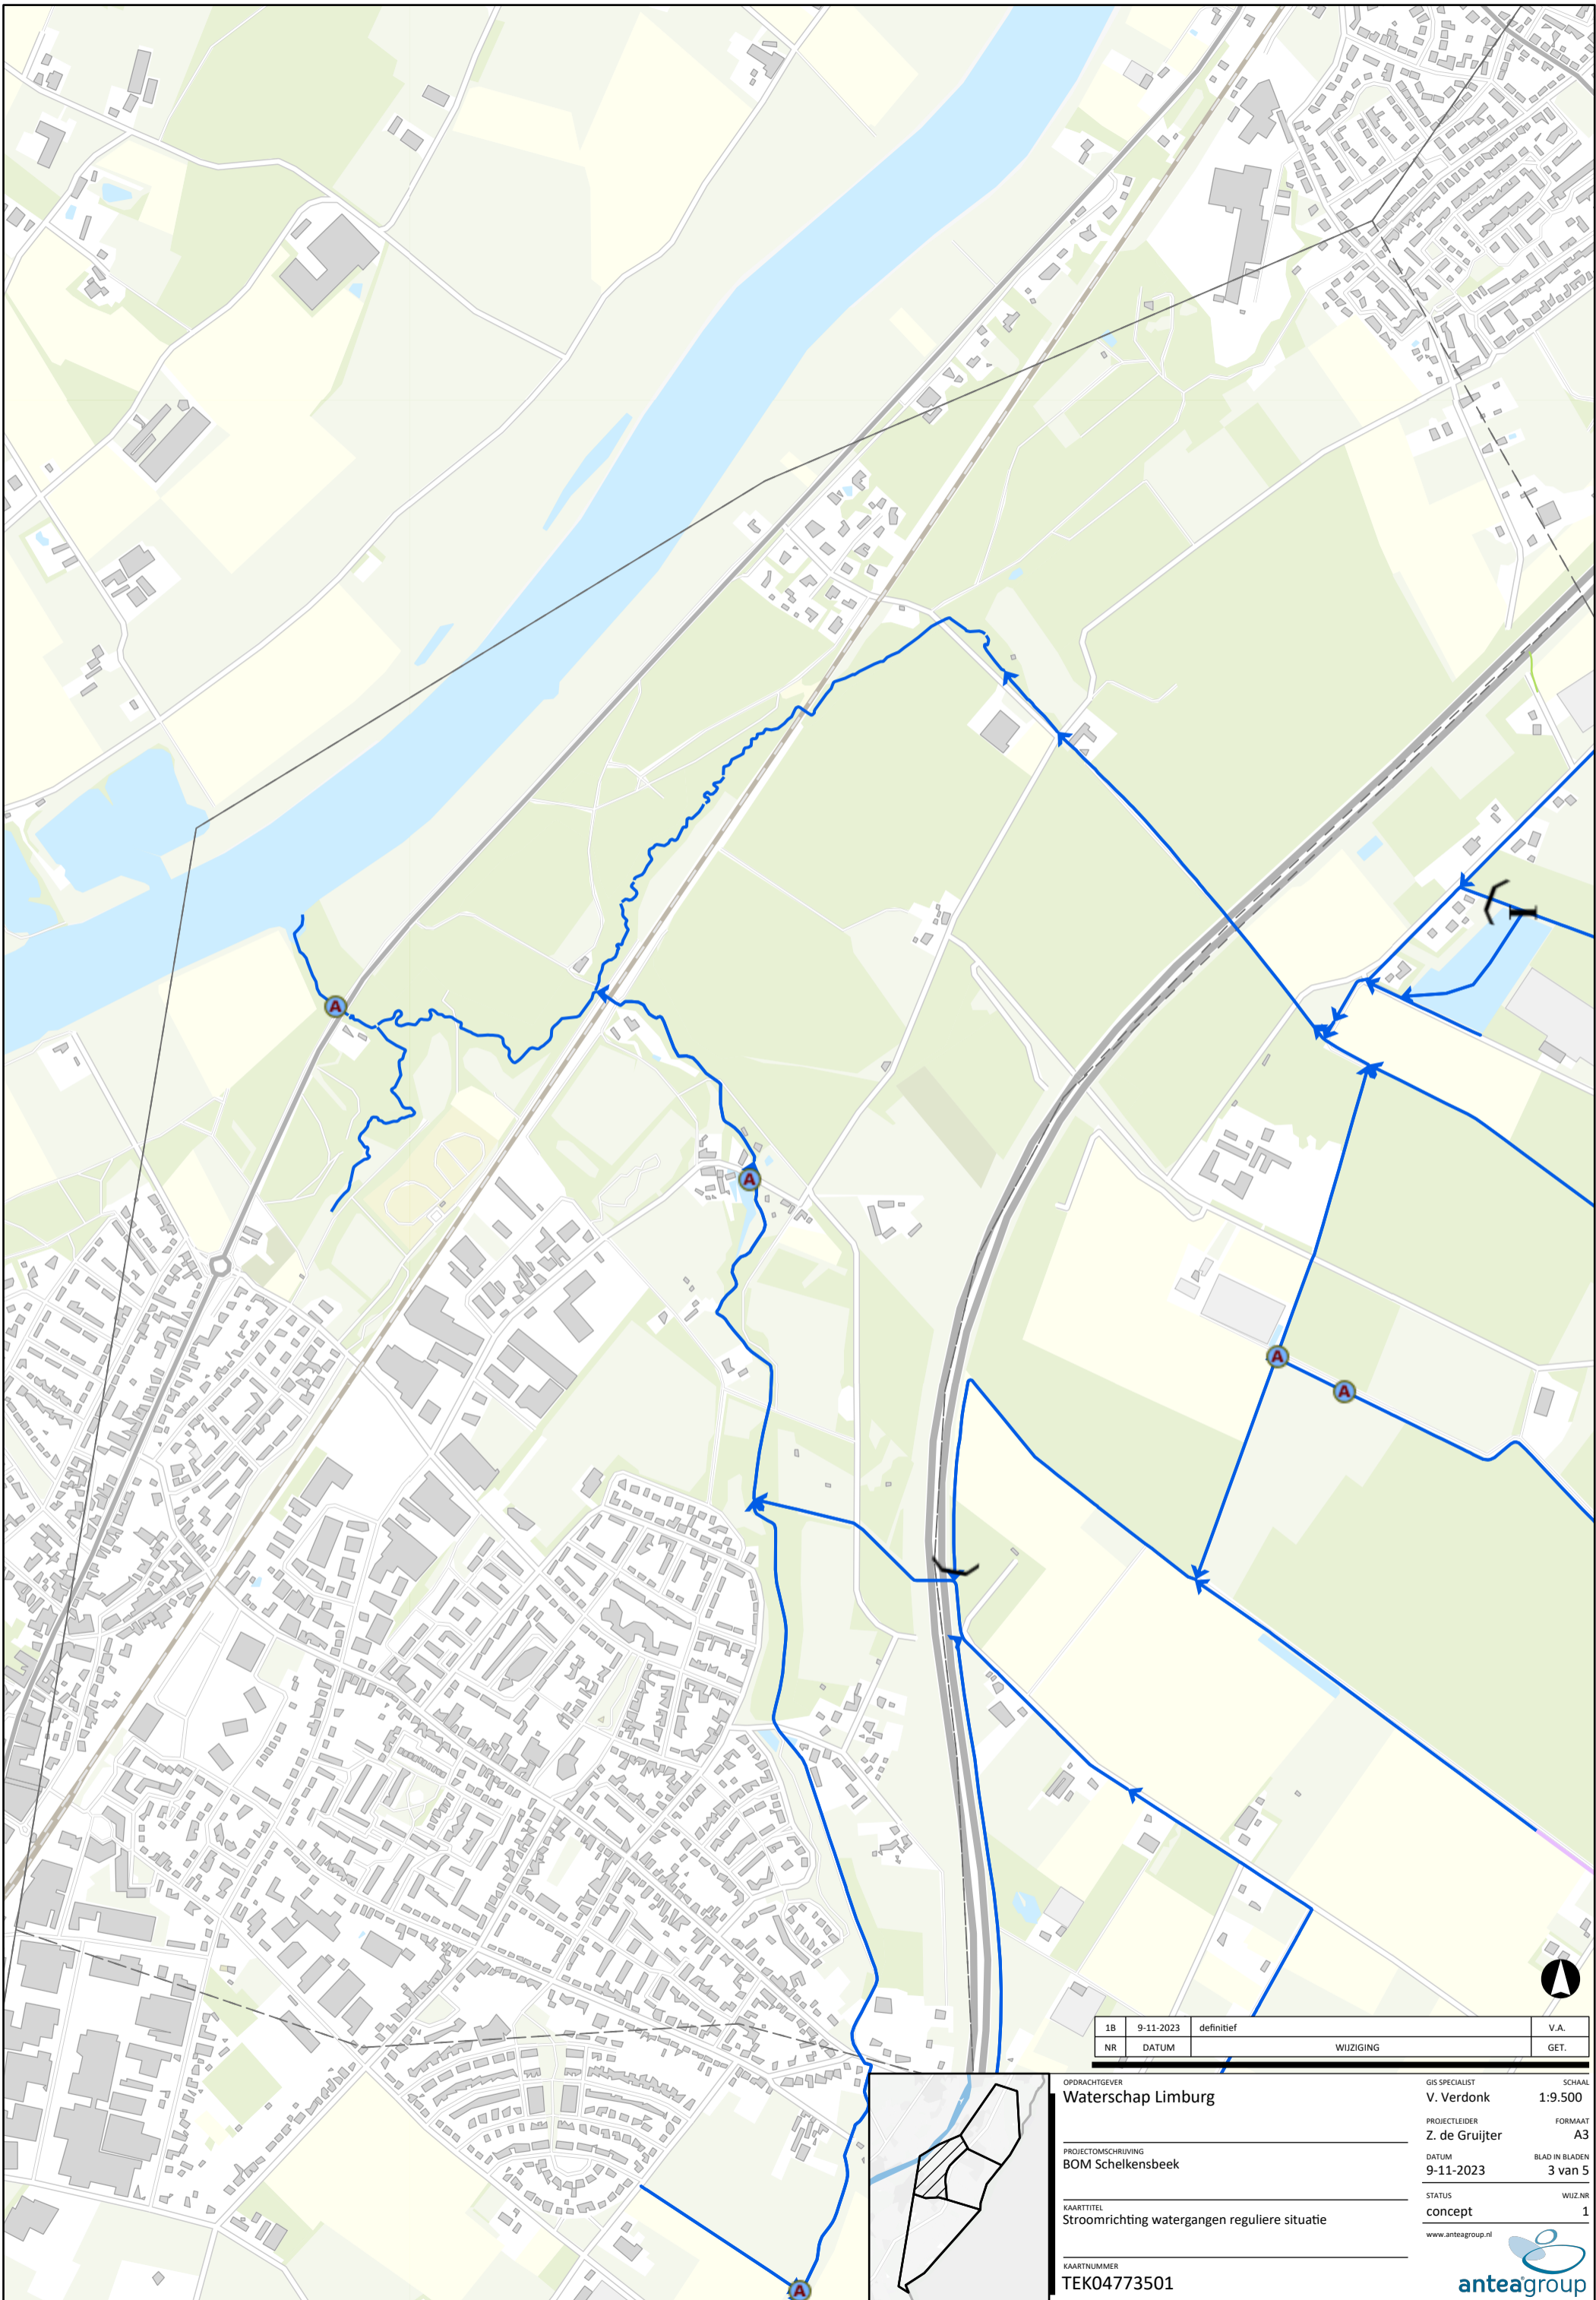 A
A
A
A
A
1B 9-11-2023 definitief V.A.
NR DATUM WIJZIGING GET.
OPDRACHTGEVER
Waterschap Limburg
PROJECTOMSCHRIJVING
BOM Schelkensbeek
KAARTTITEL
Stroomrichting watergangen reguliere situatie
KAARTNUMMER
TEK04773501
GIS SPECIALIST SCHAAL
V. Verdonk 1:9.500
PROJECTLEIDER FORMAAT
Z. de Gruijter A3
DATUM BLAD IN BLADEN
9-11-2023 3 van 5
STATUS WIJZ.NR
concept 1
www.anteagroup.nl
anteagroup